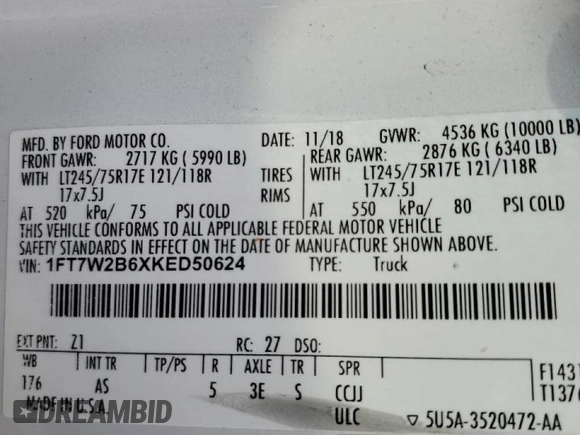 MFD. BY FORD MOTOR CO. DATE: 11/18 GVWR: 4536 KG (10000 LB)
FRONT GAWR: 2717 KG ( 5990 LB) REAR GAWR: 2876 KG ( 6340 LB)
WITH LT245/75R17E 121/118R TIRES WITH LT245/75R17E 121/118R
17x7.5J RIMS 17x7.5J
AT 520 kPa/ 75 PSI COLD AT 550 kPa/ 80 PSI COLD
THIS VEHICLE CONFORMS TO ALL APPLICABLE FEDERAL MOTOR VEHICLE
SAFETY STANDARDS IN EFFECT ON THE DATE OF MANUFACTURE SHOWN ABOVE.
VIN: 1FT7W2B6XKED50624 TYPE: Truck
EXT PNT: Z1 RC: 27 DSO:
WB INT TR TP/PS R AXLE TR SPR
176 AS 5 3E S CCJJ
F1437
T1376
MADE IN U.S.A. ULC ▽ 5U5A-3520472-AA
DREAMBID